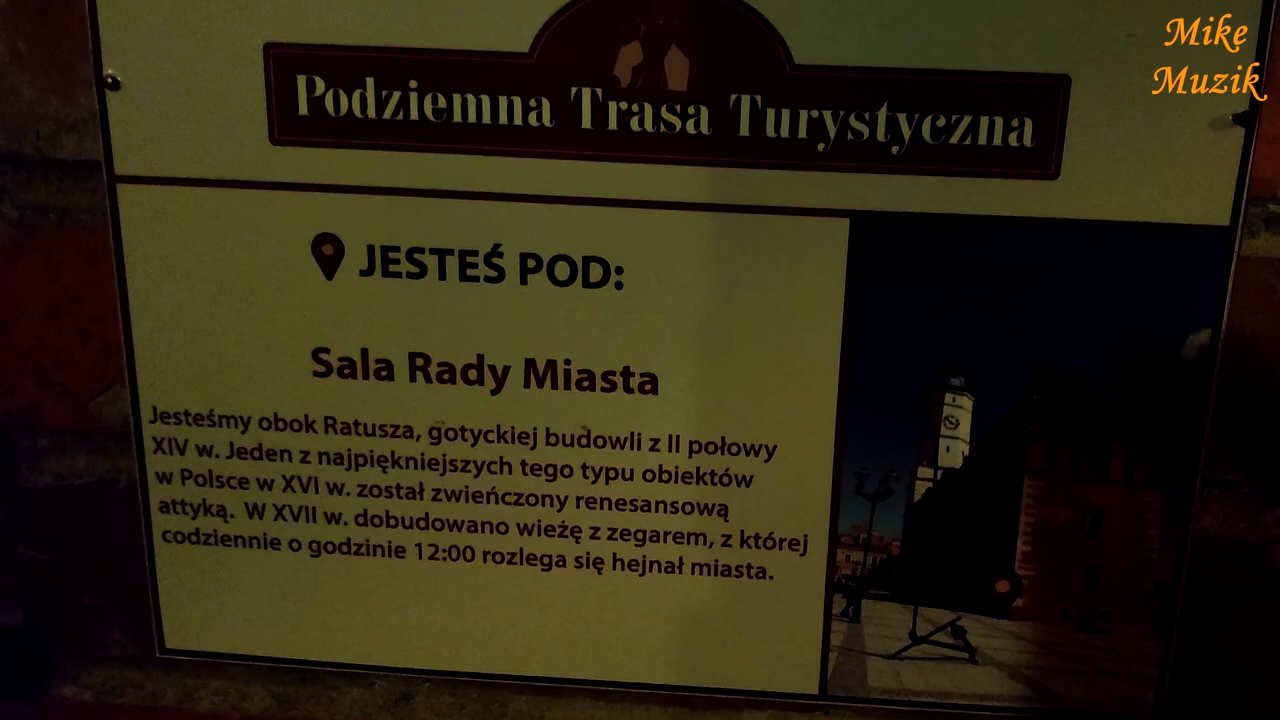 Mike
Muzik
Podziemna Trasa Turystyczna
JESTEŚ POD:
Sala Rady Miasta
Jesteśmy obok Ratusza, gotyckiej budowli z II połowy
XIV w. Jeden z najpiękniejszych tego typu obiektów
w Polsce w XVI w. został zwieńczony renesansową
attyką. W XVII w. dobudowano wieżę z zegarem, z której
codziennie o godzinie 12:00 rozlega się hejnał miasta.